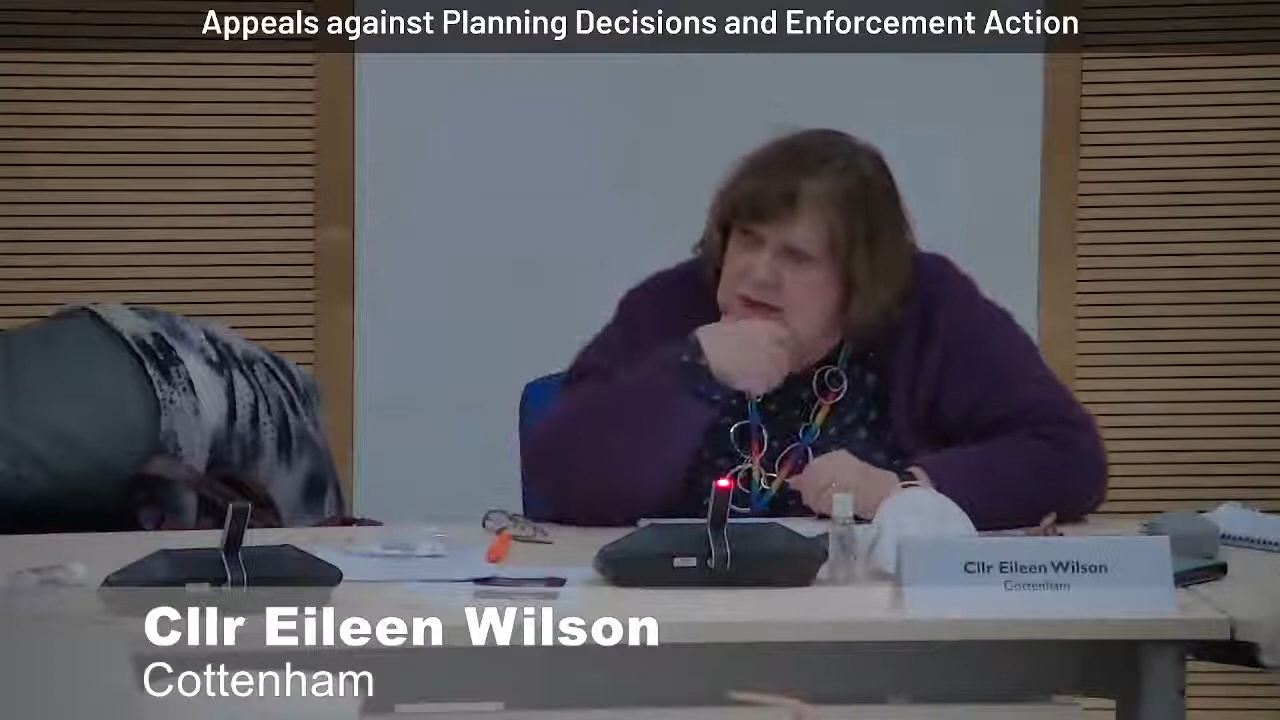 Appeals against Planning Decisions and Enforcement Action
Cllr Eileen Wilson
Cottenham
Cllr Eileen Wilson
Cottenham